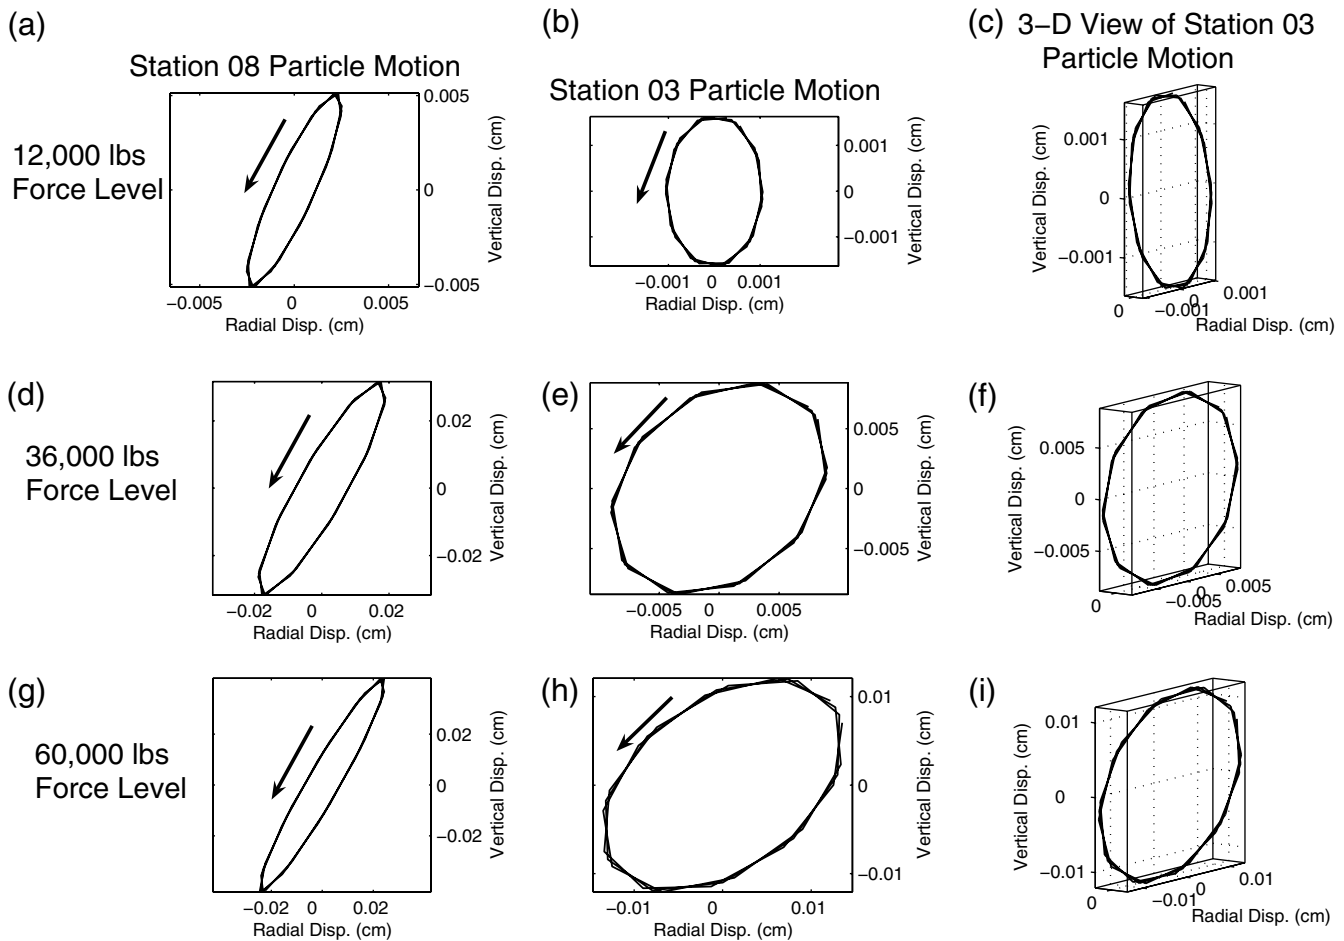 (a)
Station 08 Particle Motion
12,000 lbs
Force Level
0.005
0
−0.005
Vertical Disp. (cm)
−0.005
0
0.005
Radial Disp. (cm)
(b)
Station 03 Particle Motion
0.001
0
−0.001
Vertical Disp. (cm)
−0.001
0
0.001
Radial Disp. (cm)
(c)
3−D View of Station 03
Particle Motion
Vertical Disp. (cm)
0.001
0
−0.001
0
−0.001
0
0.001
Radial Disp. (cm)
(d)
36,000 lbs
Force Level
0.02
0
−0.02
Vertical Disp. (cm)
−0.02
0
0.02
Radial Disp. (cm)
(e)
0.005
0
−0.005
Vertical Disp. (cm)
−0.005
0
0.005
Radial Disp. (cm)
(f)
Vertical Disp. (cm)
0.005
0
−0.005
0
−0.005
0
0.005
Radial Disp. (cm)
(g)
60,000 lbs
Force Level
0.02
0
−0.02
Vertical Disp. (cm)
−0.02
0
0.02
Radial Disp. (cm)
(h)
0.01
0
−0.01
Vertical Disp. (cm)
−0.01
0
0.01
Radial Disp. (cm)
(i)
Vertical Disp. (cm)
0.01
0
−0.01
0
−0.01
0
0.01
Radial Disp. (cm)